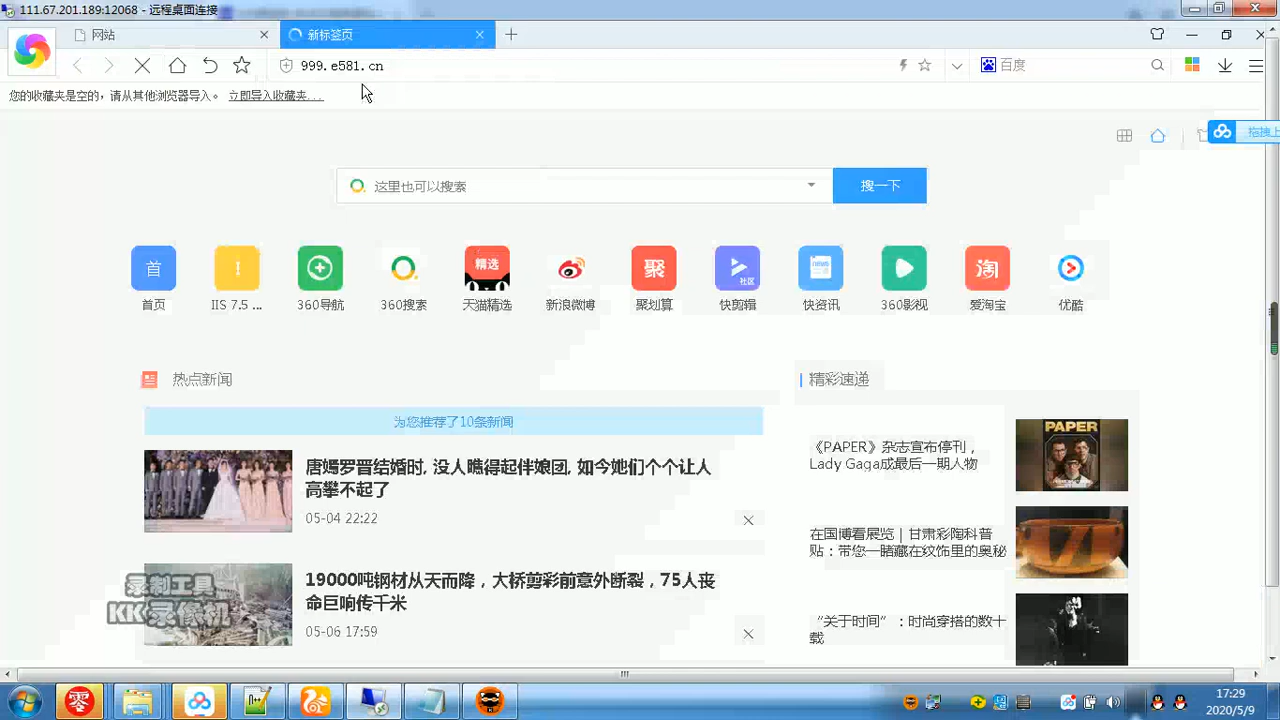 111.67.201.189:12068 - 远程桌面连接
网站
新标签页
999.e581.cn
百度
您的收藏夹是空的，请从其他浏览器导入。 立即导入收藏夹...
拖拽上
这里也可以搜索
搜一下
首
精选
聚
社区
news
淘
首页
IIS 7.5 ...
360导航
360搜索
天猫精选
新浪微博
聚划算
快剪辑
快资讯
360影视
爱淘宝
优酷
热点新闻
精彩速递
为您推荐了10条新闻
唐嫣罗晋结婚时, 没人瞧得起伴娘团, 如今她们个个让人
高攀不起了
05-04 22:22
《PAPER》杂志宣布停刊，
Lady Gaga成最后一期人物
PAPER
在国博看展览｜甘肃彩陶科普
贴：带您一睹藏在纹饰里的奥秘
19000吨钢材从天而降，大桥剪彩前意外断裂，75人丧
命巨响传千米
05-06 17:59
“关于时间”：时尚穿搭的数十
载
录制工具
KK录像机
零
17:29
2020/5/9